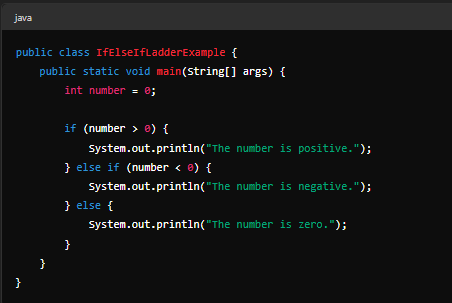 java
public class IfElseIfLadderExample {
    public static void main(String[] args) {
        int number = 0;

        if (number > 0) {
            System.out.println("The number is positive.");
        } else if (number < 0) {
            System.out.println("The number is negative.");
        } else {
            System.out.println("The number is zero.");
        }
    }
}